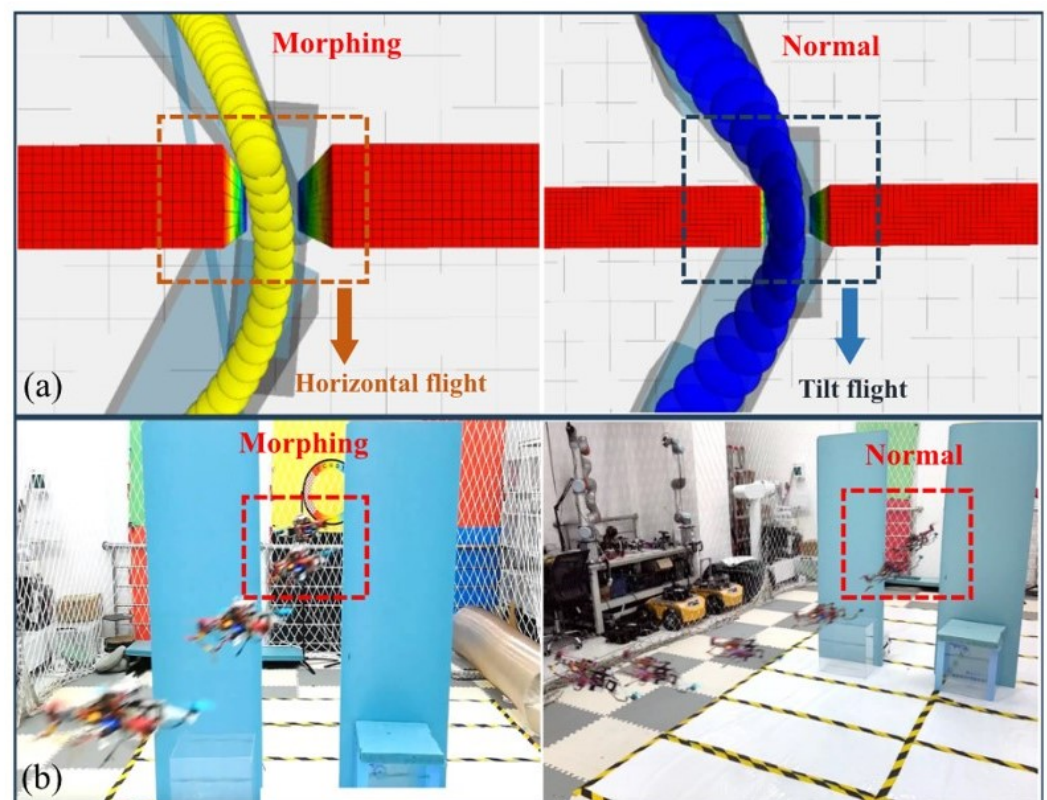 Morphing
Normal
Horizontal flight
Tilt flight
(a)
Morphing
Normal
(b)